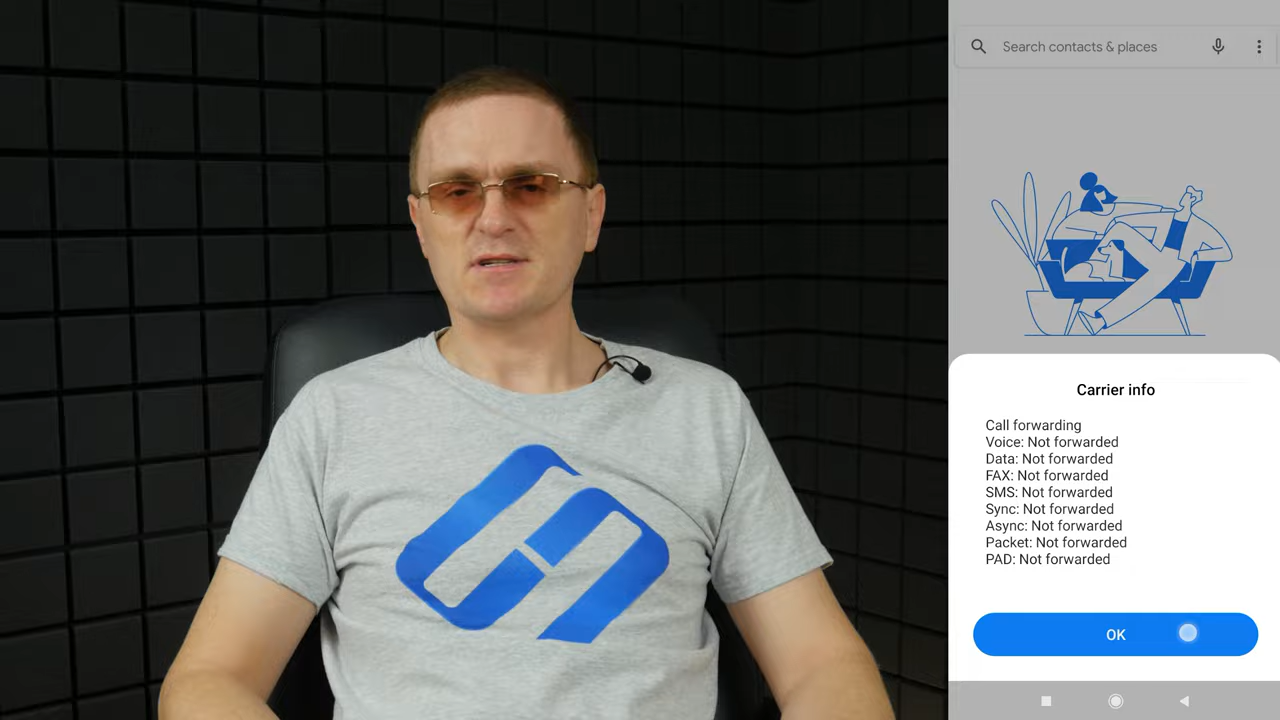 Search contacts & places
Carrier info
Call forwarding
Voice: Not forwarded
Data: Not forwarded
FAX: Not forwarded
SMS: Not forwarded
Sync: Not forwarded
Async: Not forwarded
Packet: Not forwarded
PAD: Not forwarded
OK